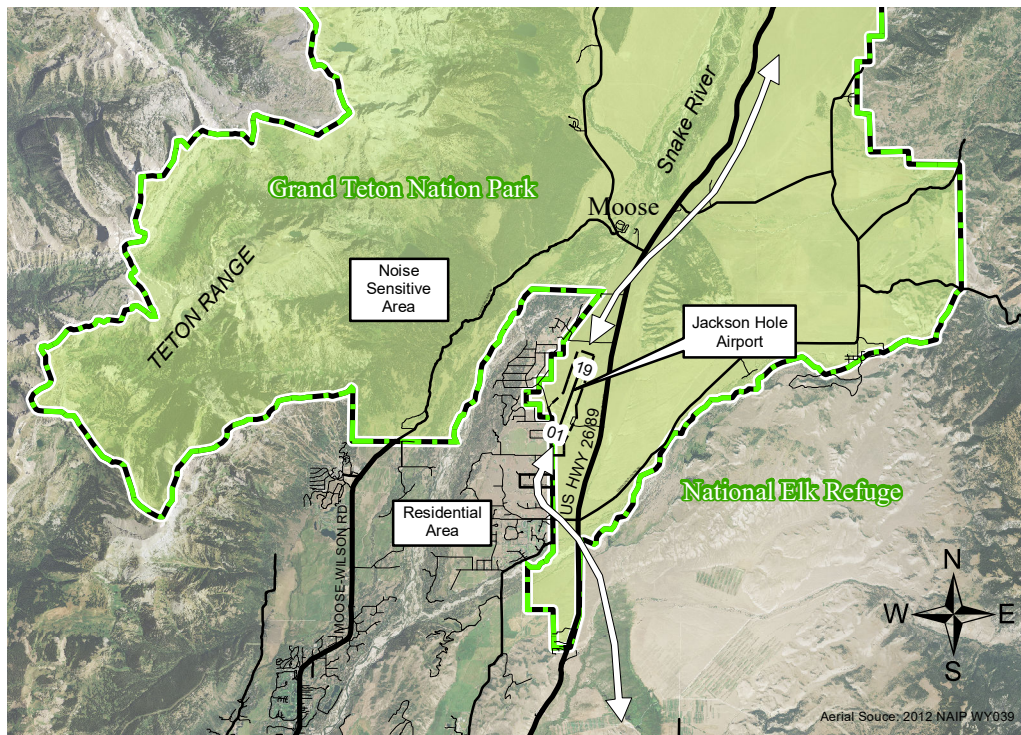 Snake River
Grand Teton Nation Park
Moose
TETON RANGE
Noise
Sensitive
Area
Jackson Hole
Airport
19
01
US HWY 26/89
National Elk Refuge
Residential
Area
MOOSE-WILSON RD
N
W
E
S
Aerial Souce: 2012 NAIP WY039